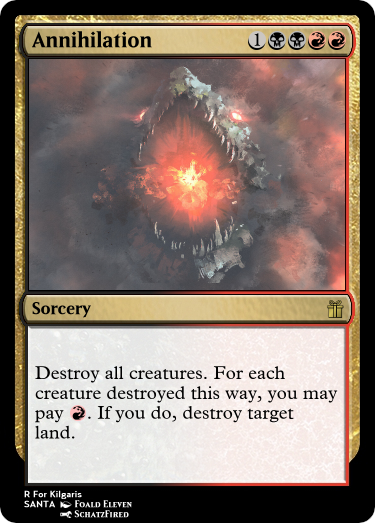 Annihilation 1
Sorcery
Destroy all creatures. For each
creature destroyed this way, you may
pay . If you do, destroy target
land.
R For Kilgaris
SANTA Foald Eleven
SchatzFired